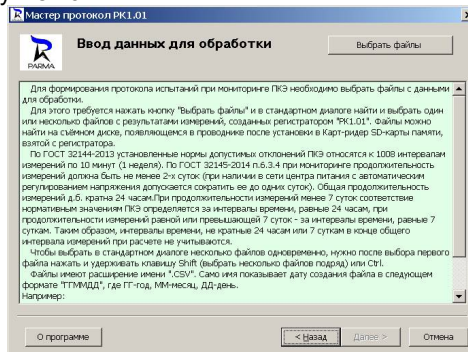 Мастер протокол РК1.01
PARMA
Ввод данных для обработки
Выбрать файлы
Для формирования протокола испытаний при мониторинге ПКЭ необходимо выбрать файлы с данными
для обработки.
Для этого требуется нажать кнопку "Выбрать файлы" и в стандартном диалоге найти и выбрать один
или несколько файлов с результатами измерений, созданных регистратором "РК1.01". Файлы можно
найти на съёмном диске, появляющемся в проводнике после установки в Карт-ридер SD-карты памяти,
взятой с регистратора.
По ГОСТ 32144-2013 установленные нормы допустимых отклонений ПКЭ относятся к 1008 интервалам
измерений по 10 минут (1 неделя). По ГОСТ 32145-2014 п.6.3.4 при мониторинге продолжительность
измерений должна быть не менее 2-х суток (при наличии в сети центра питания с автоматическим
регулированием напряжения допускается сократить ее до одних суток). Общая продолжительность
измерений д.б. кратна 24 часам.При продолжительности измерений менее 7 суток соответствие
нормативным значениям ПКЭ определяется за интервалы времени, равные 24 часам, при
продолжительности измерений равной или превышающей 7 суток - за интервалы времени, равные 7
суткам. Таким образом, интервалы времени, не кратные 24 часам или 7 суткам в конце общего
интервала измерений при расчете не учитываются.
Чтобы выбрать в стандартном диалоге несколько файлов одновременно, нужно после выбора первого
файла нажать и удерживать клавишу Shift (выбрать несколько файлов подряд) или Ctrl.
Файлы имеют расширение имени ".CSV". Само имя показывает дату создания файла в следующем
формате "ГГММДД", где ГГ-год, ММ-месяц, ДД-день.
Например:
О программе
< Назад
Далее >
Отмена